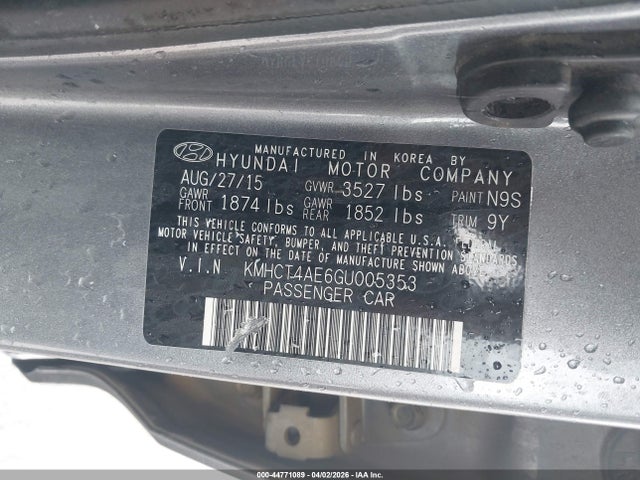 MANUFACTURED IN KOREA BY
HYUNDAI MOTOR COMPANY
AUG/27/15 GVWR 3527 lbs PAINT N9S
GAWR FRONT 1874 lbs GAWR REAR 1852 lbs TRIM 9Y
THIS VEHICLE CONFORMS TO ALL APPLICABLE U.S.A. FEDERAL
MOTOR VEHICLE SAFETY, BUMPER, AND THEFT PREVENTION STANDARDS
IN EFFECT ON THE DATE OF MANUFACTURE SHOWN ABOVE.
V.I.N KMHCT4AE6GU005353
PASSENGER CAR
000-44771089 - 04/02/2026 - COPART